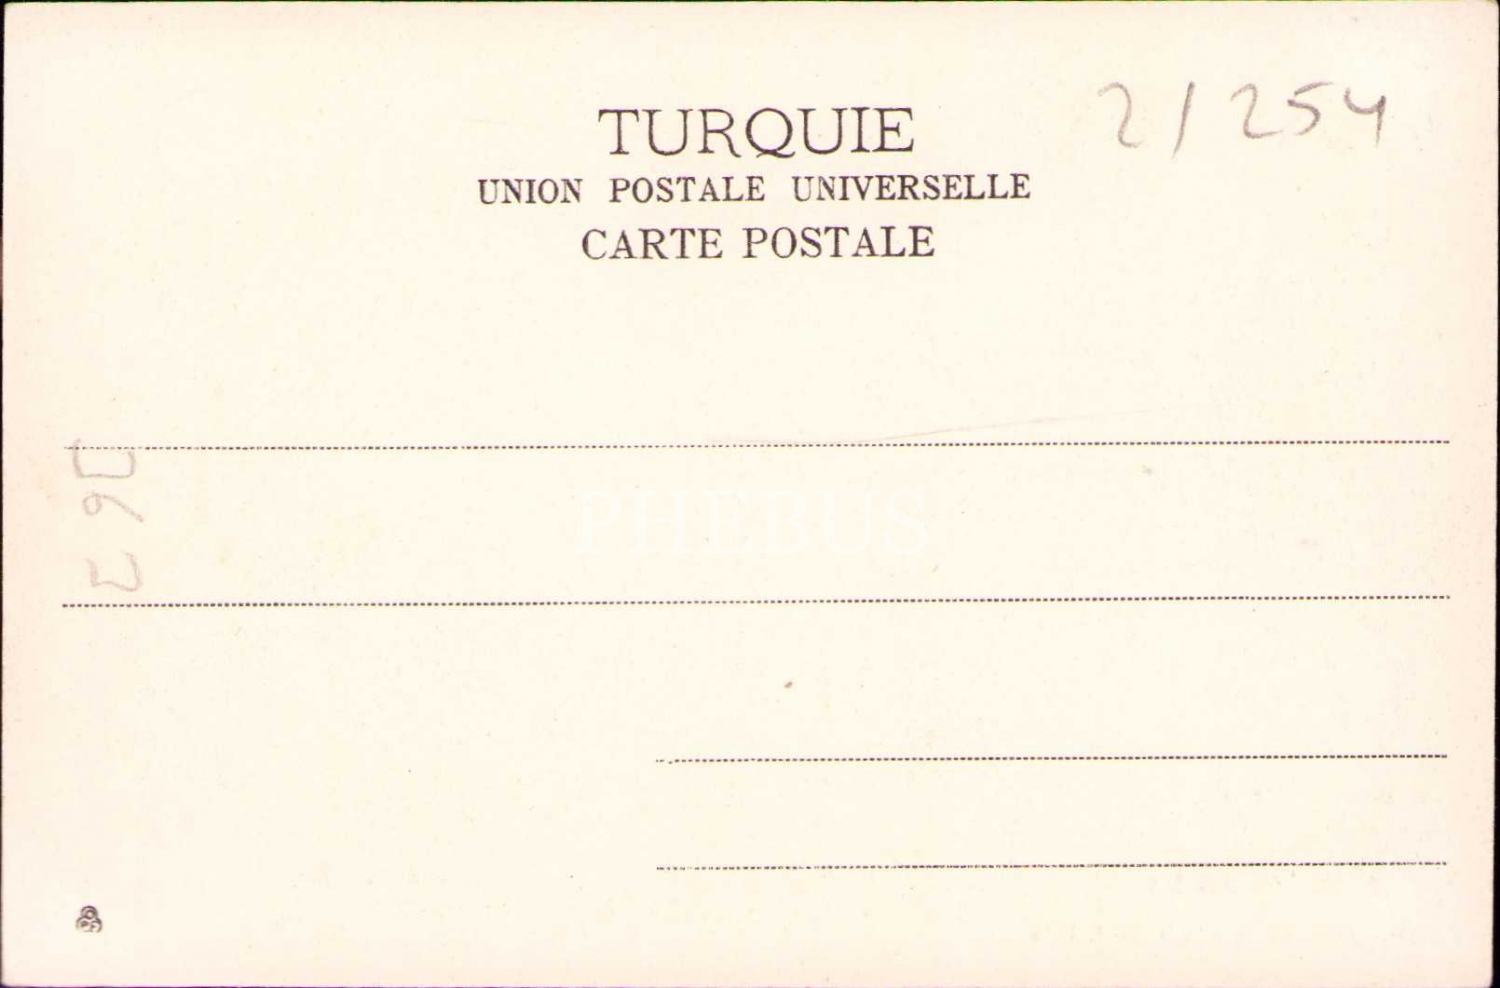 2/254
TURQUIE
UNION POSTALE UNIVERSELLE
CARTE POSTALE
PHEBUS